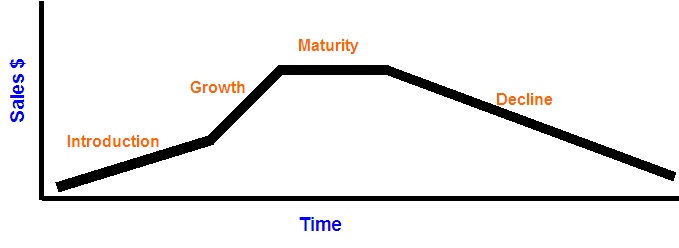 Maturity
Growth
Decline
Introduction
Sales $
Time